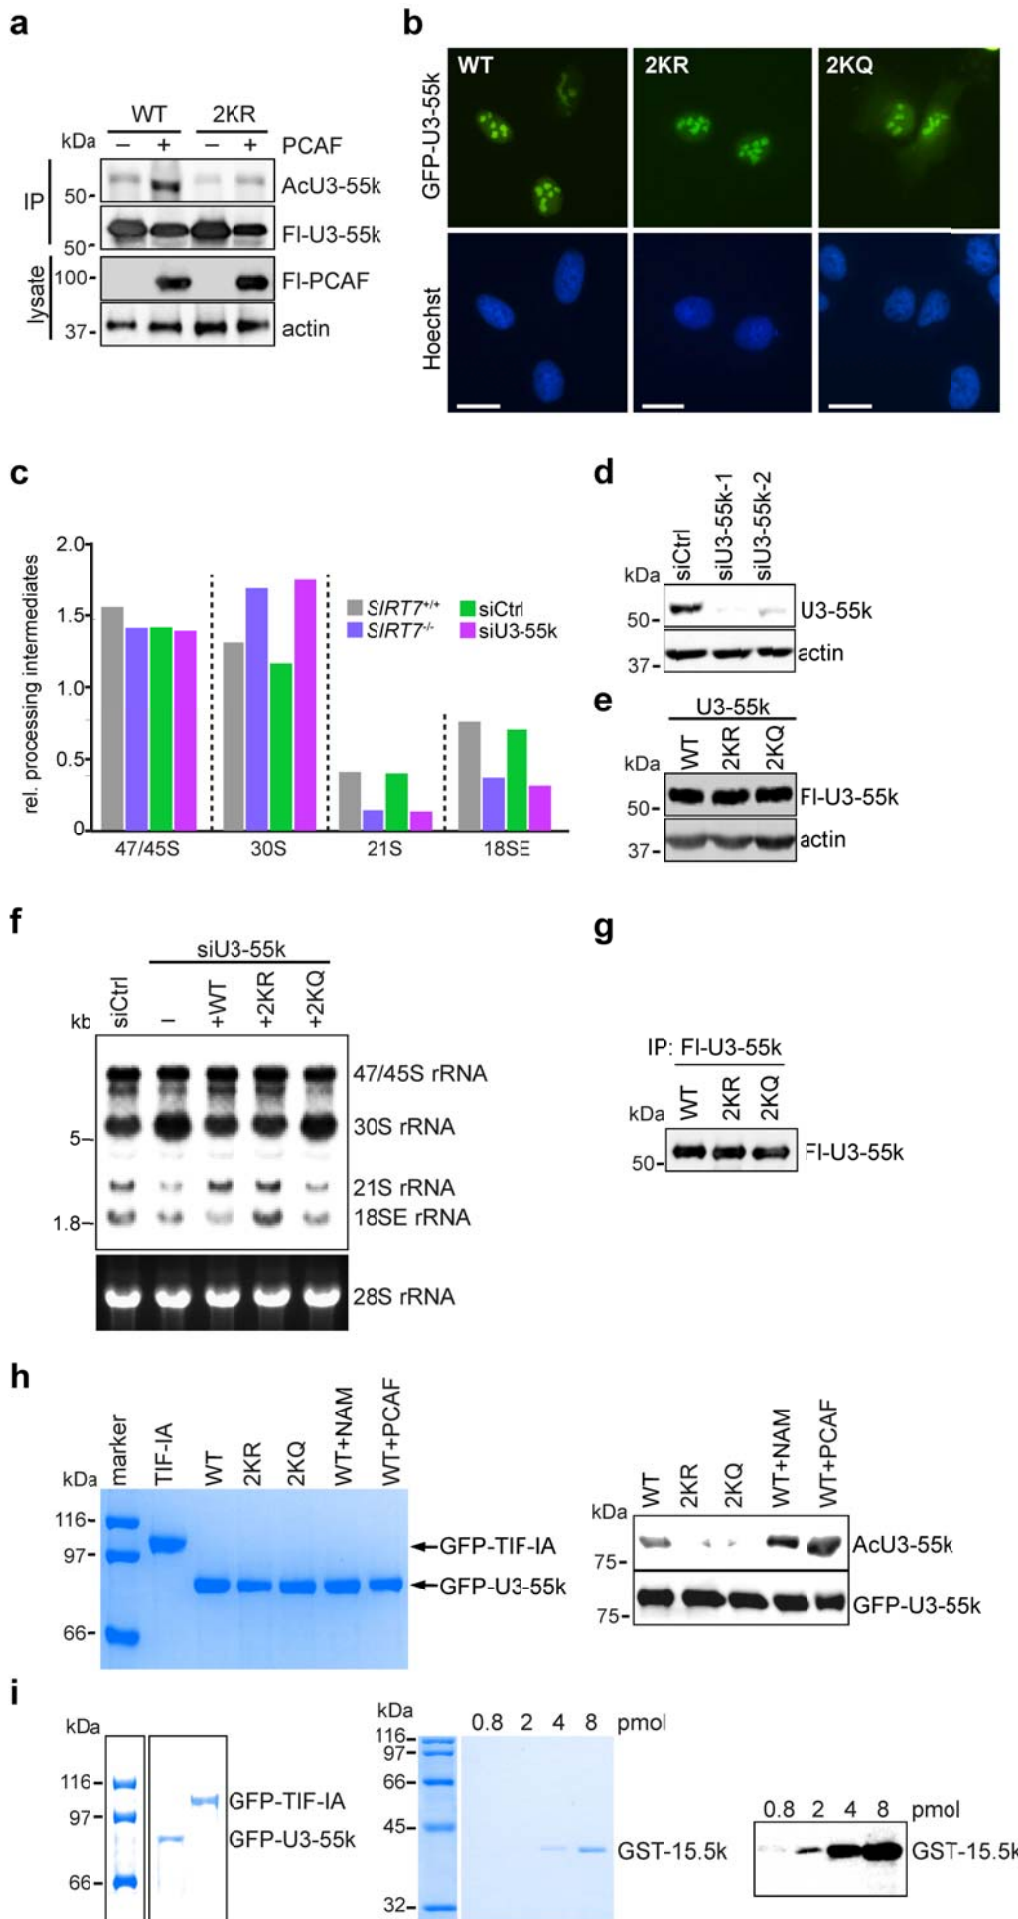 a
WT 2KR
kDa − + − + PCAF
IP
AcU3-55k
50-
Fl-U3-55k
50-
lysate
100-
Fl-PCAF
37-
actin
b
GFP-U3-55k
WT
2KR
2KQ
Hoechst
c
rel. processing intermediates
2.0
1.5
1.0
0.5
0
SIRT7+/+
SIRT7-/-
siCtrl
siU3-55k
47/45S 30S 21S 18SE
d
siCtrl
siU3-55k-1
siU3-55k-2
kDa
50-
U3-55k
37-
actin
e
U3-55k
WT
2KR
2KQ
kDa
50-
Fl-U3-55k
37-
actin
f
siU3-55k
siCtrl
−
+WT
+2KR
+2KQ
kb
47/45S rRNA
5–
30S rRNA
21S rRNA
1.8–
18SE rRNA
28S rRNA
g
IP: Fl-U3-55k
WT
2KR
2KQ
kDa
50-
Fl-U3-55k
h
marker
TIF-IA
WT
2KR
2KQ
WT+NAM
WT+PCAF
kDa
116-
97-
66-
GFP-TIF-IA
GFP-U3-55k
WT
2KR
2KQ
WT+NAM
WT+PCAF
kDa
75-
AcU3-55k
75-
GFP-U3-55k
i
kDa
116-
97-
66-
GFP-TIF-IA
GFP-U3-55k
kDa
0.8 2 4 8 pmol
116-
97-
66-
45-
32-
GST-15.5k
0.8 2 4 8 pmol
GST-15.5k